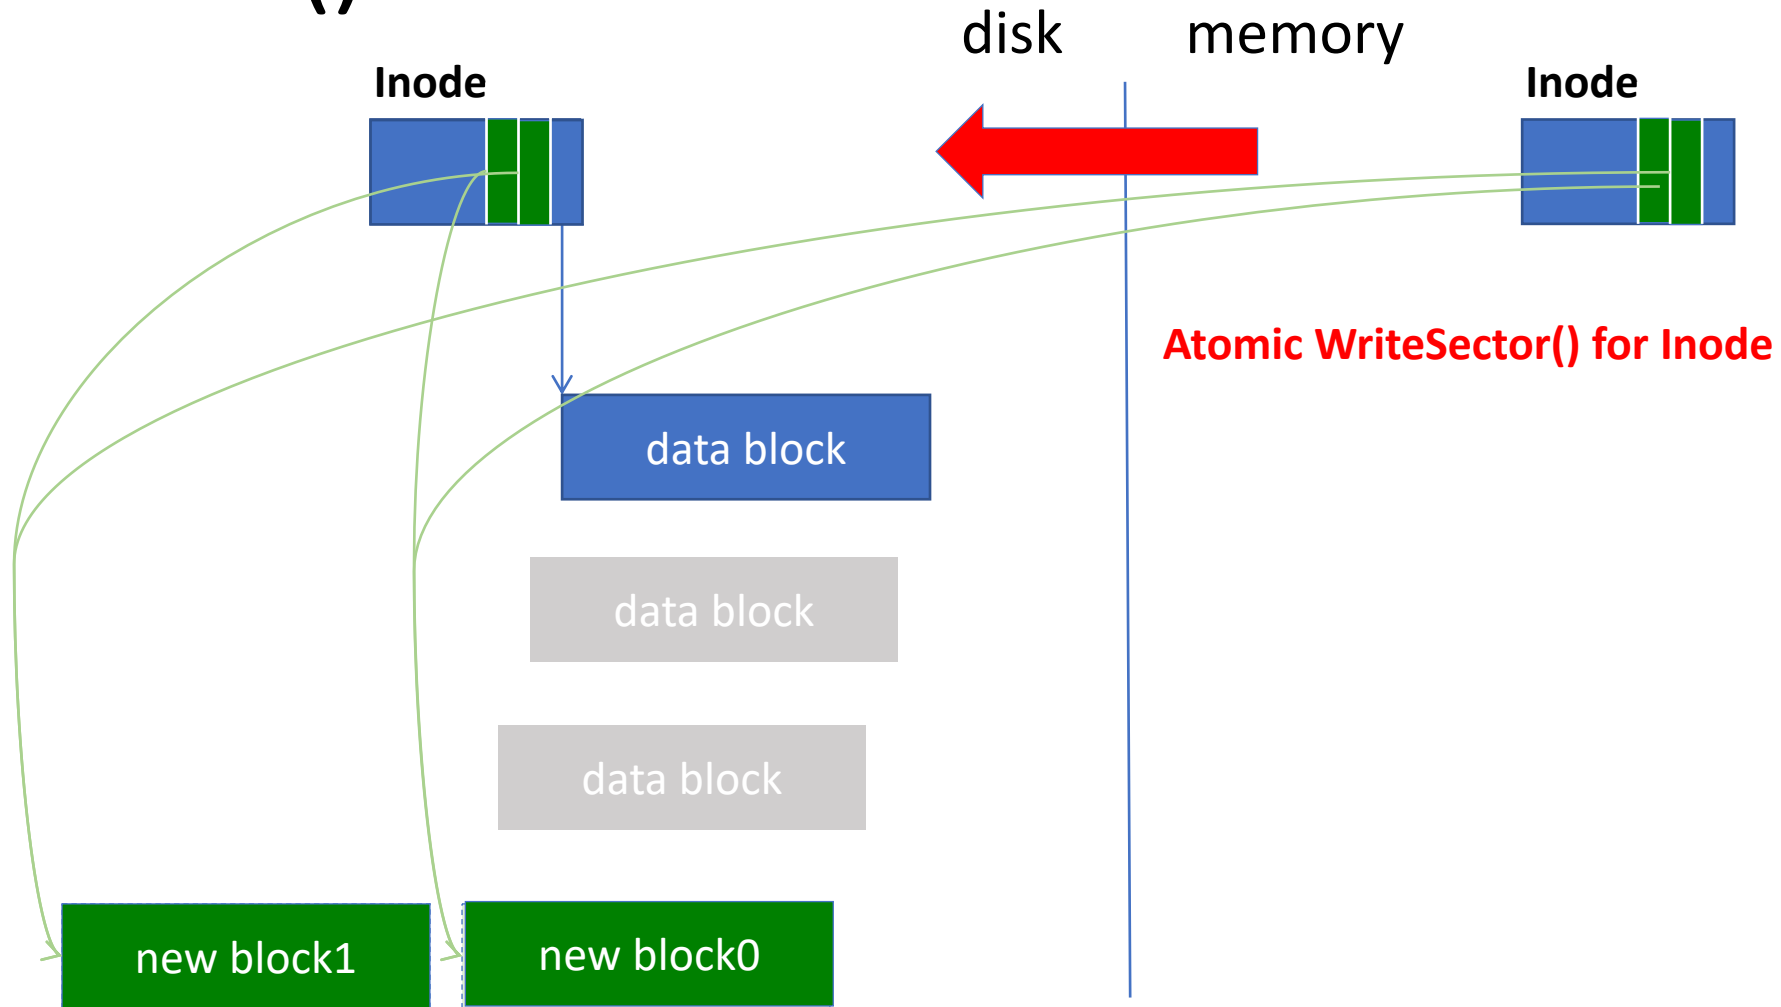 ()
disk memory
Inode
Inode
Atomic WriteSector() for Inode
data block
data block
data block
new block1
new block0